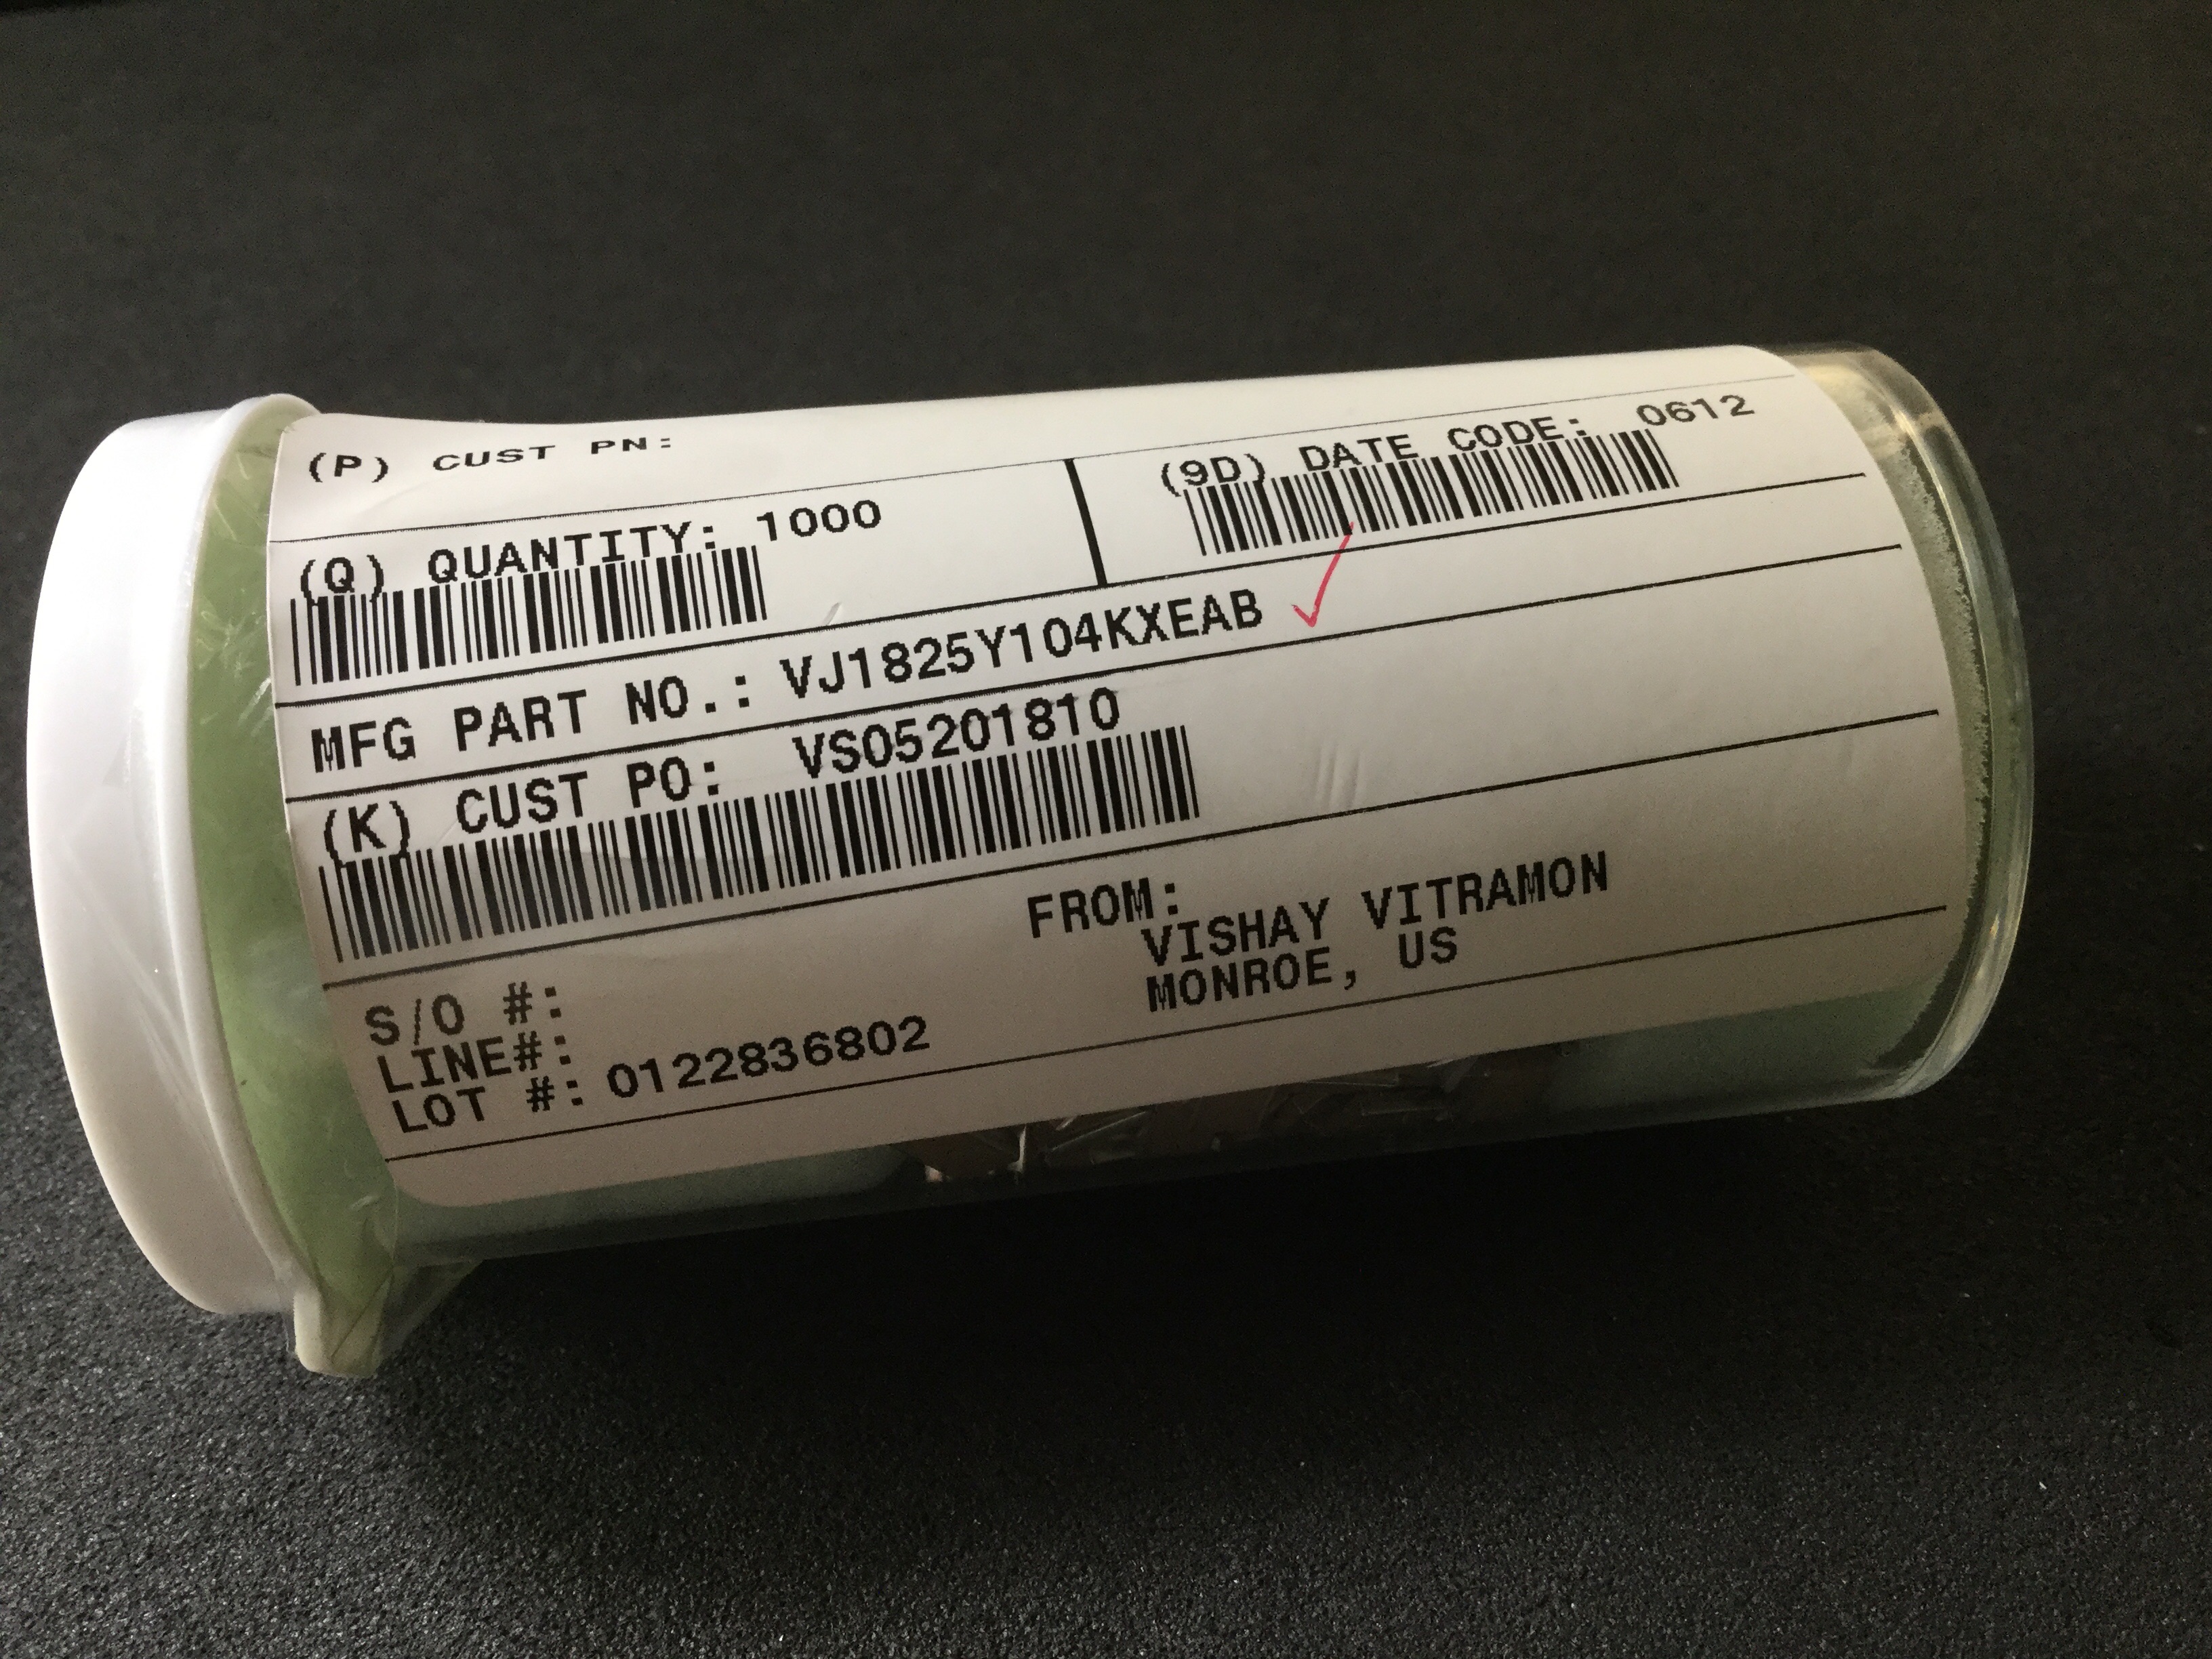 (P) CUST PN:
(Q) QUANTITY: 1000
(9D) DATE CODE: 0612
MFG PART NO.: VJ1825Y104KXEAB
(K) CUST PO: VS05201810
FROM:
VISHAY VITRAMON
MONROE, US
S/O #:
LINE#:
LOT #: 0122836802